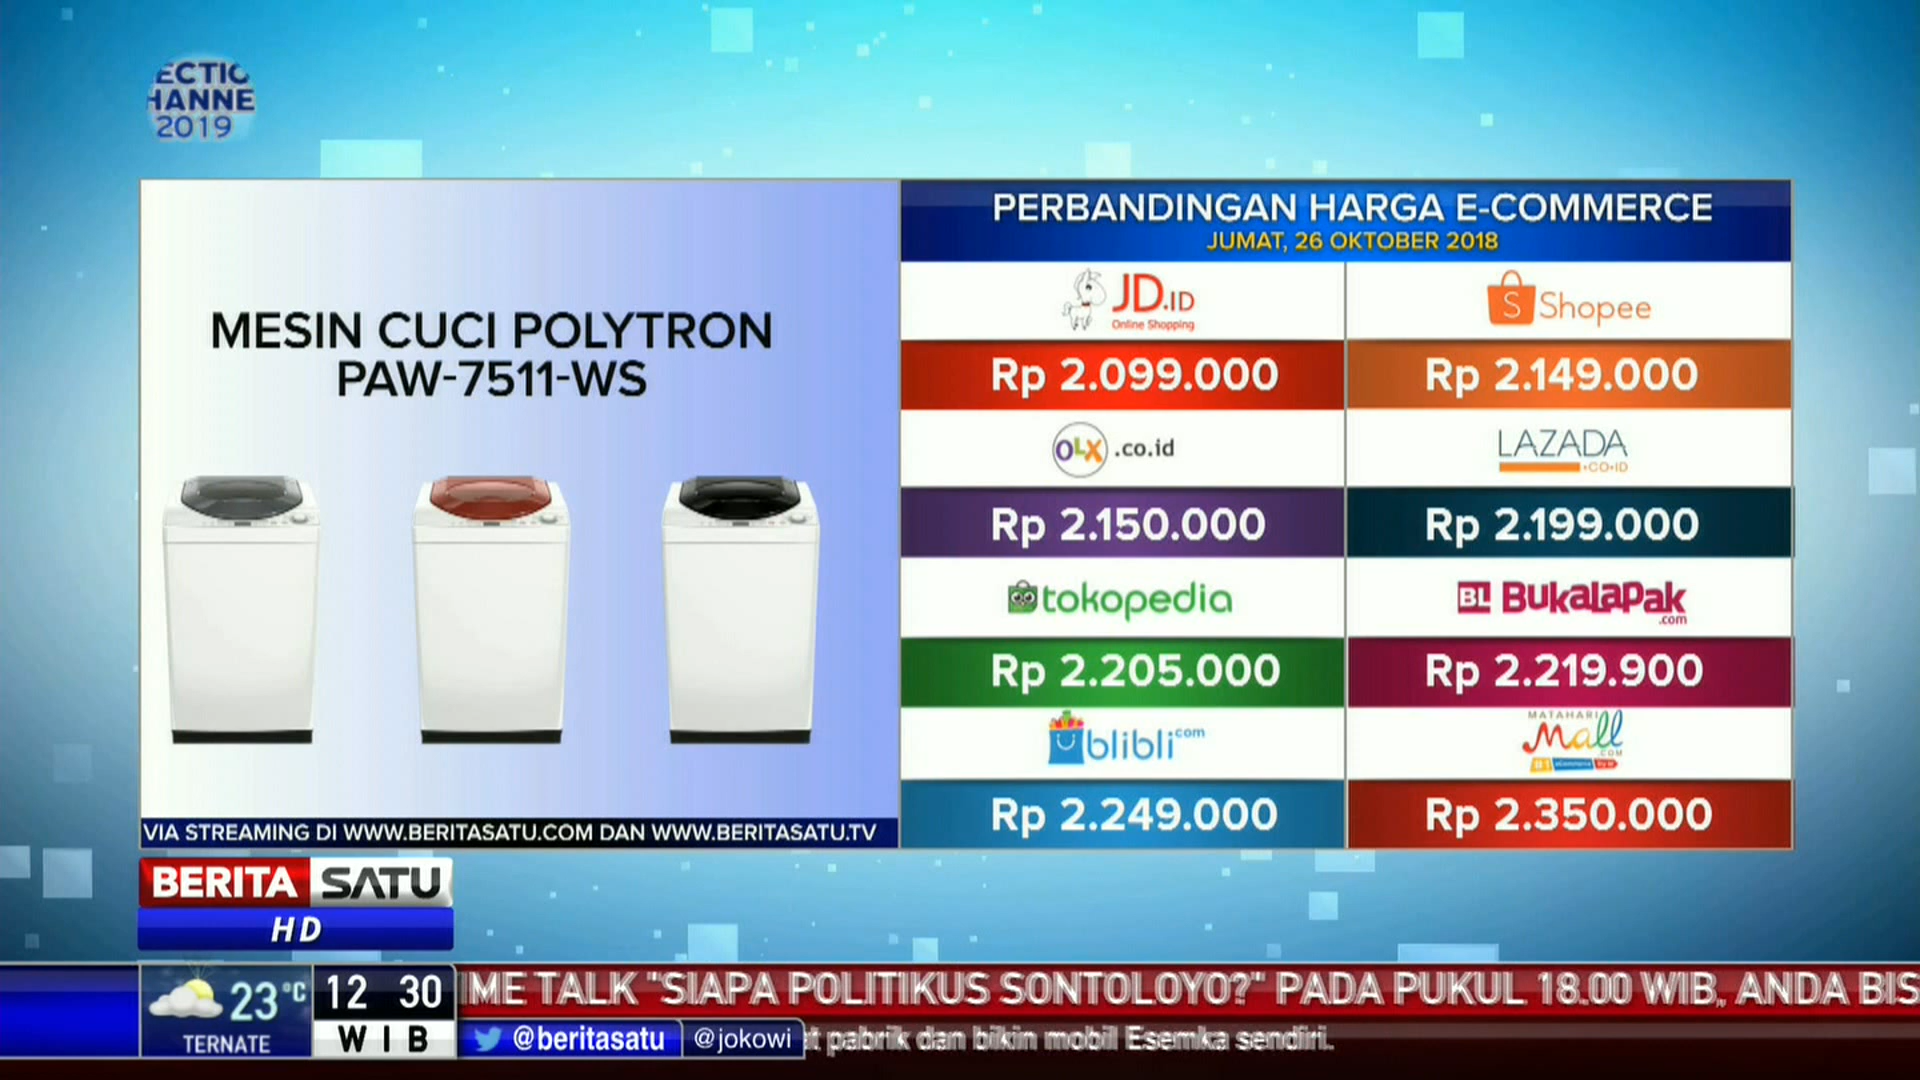 ECTIO
HANNE
2019
MESIN CUCI POLYTRON
PAW-7511-WS
VIA STREAMING DI WWW.BERITASATU.COM DAN WWW.BERITASATU.TV
PERBANDINGAN HARGA E-COMMERCE
JUMAT, 26 OKTOBER 2018
JD.ID
Online Shopping
S Shopee
Rp 2.099.000
Rp 2.149.000
OLX .co.id
LAZADA
.CO.ID
Rp 2.150.000
Rp 2.199.000
tokopedia
BL BUKALAPAK
.com
Rp 2.205.000
Rp 2.219.900
blibli.com
MATAHARI
Mall
.COM
Rp 2.249.000
Rp 2.350.000
BERITA SATU
HD
23°C
TERNATE
12 30
WIB
IME TALK "SIAPA POLITIKUS SONTOLOYO?" PADA PUKUL 18.00 WIB, ANDA BIS
@beritasatu
@jokowi
t pabrik dan bikin mobil Esemka sendiri.